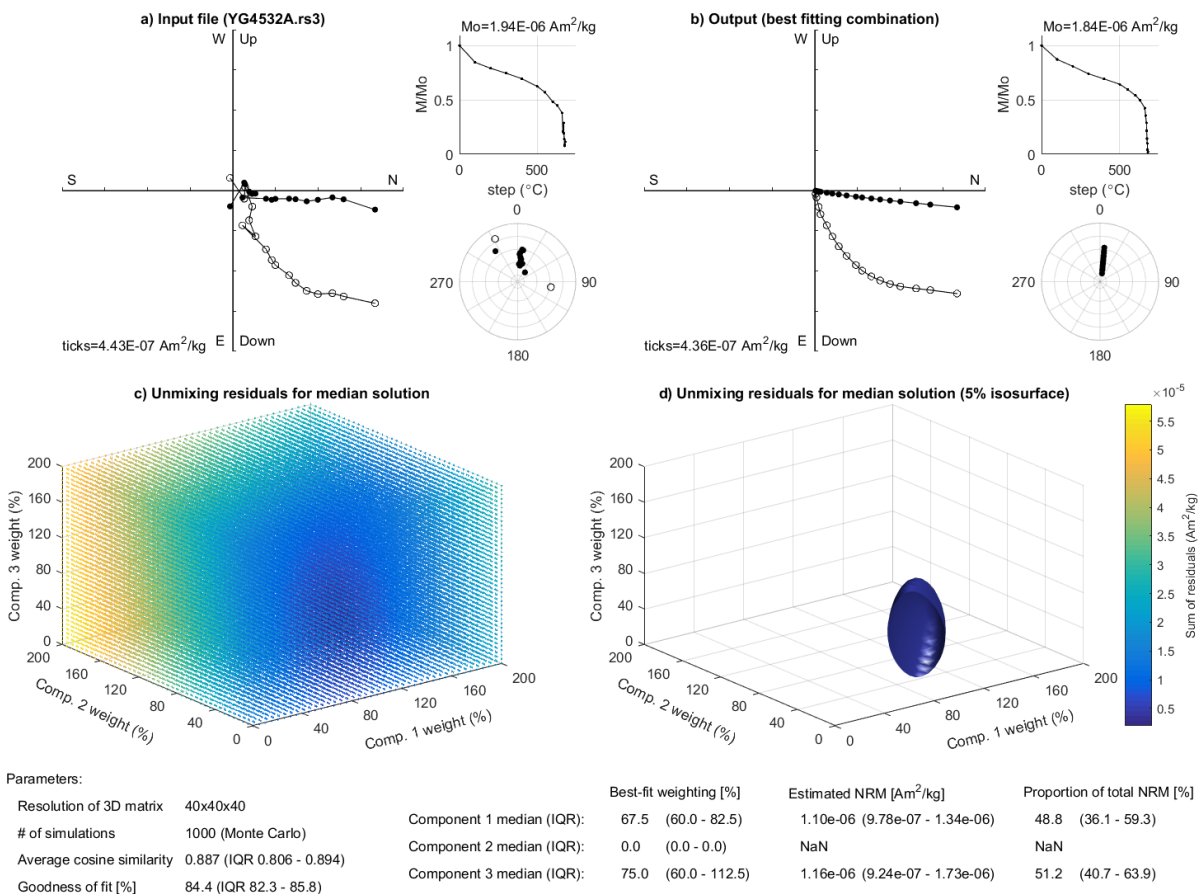 a) Input file (YG4532A.rs3)
W Up
S N
E Down
ticks=4.43E-07 Am²/kg
Mo=1.94E-06 Am²/kg
M/Mo
1
0.5
0
0 500
step (°C)
0
270 90
180
b) Output (best fitting combination)
W Up
S N
E Down
ticks=4.36E-07 Am²/kg
Mo=1.84E-06 Am²/kg
M/Mo
1
0.5
0
0 500
step (°C)
0
270 90
180
c) Unmixing residuals for median solution
Comp. 3 weight (%)
200
160
120
80
40
0
Comp. 2 weight (%)
200
160
120
80
40
0
Comp. 1 weight (%)
0
40
80
120
160
200
d) Unmixing residuals for median solution (5% isosurface)
Comp. 3 weight (%)
200
160
120
80
40
0
Comp. 2 weight (%)
200
160
120
80
40
0
Comp. 1 weight (%)
0
40
80
120
160
200
×10⁻⁵
5.5
5
4.5
4
3.5
3
2.5
2
1.5
1
0.5
Sum of residuals (Am²/kg)
Parameters:
Resolution of 3D matrix 40x40x40
# of simulations 1000 (Monte Carlo)
Average cosine similarity 0.887 (IQR 0.806 - 0.894)
Goodness of fit [%] 84.4 (IQR 82.3 - 85.8)
Best-fit weighting [%] Estimated NRM [Am²/kg] Proportion of total NRM [%]
Component 1 median (IQR): 67.5 (60.0 - 82.5) 1.10e-06 (9.78e-07 - 1.34e-06) 48.8 (36.1 - 59.3)
Component 2 median (IQR): 0.0 (0.0 - 0.0) NaN NaN
Component 3 median (IQR): 75.0 (60.0 - 112.5) 1.16e-06 (9.24e-07 - 1.73e-06) 51.2 (40.7 - 63.9)